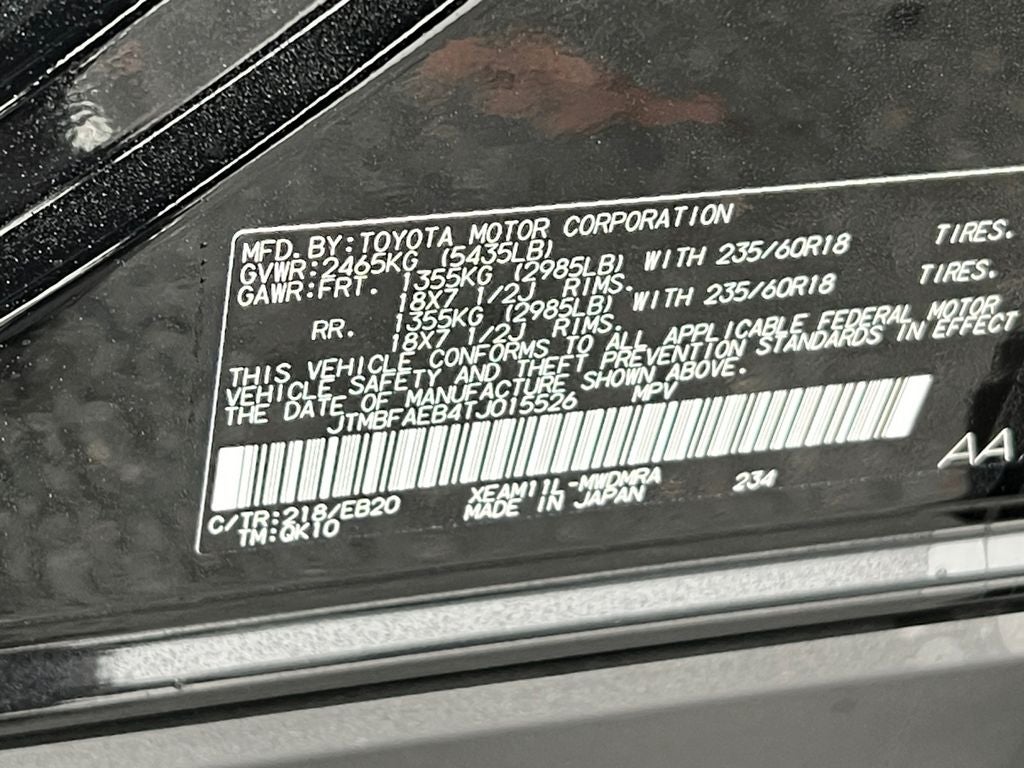 MFD.BY:TOYOTA MOTOR CORPORATION
GVWR:2465KG (5435LB)
GAWR:FRT. 1355KG (2985LB) WITH 235/60R18 TIRES.
18X7 1/2J RIMS.
RR. 1355KG (2985LB) WITH 235/60R18 TIRES.
18X7 1/2J RIMS.
THIS VEHICLE CONFORMS TO ALL APPLICABLE FEDERAL MOTOR
VEHICLE SAFETY AND THEFT PREVENTION STANDARDS IN EFFECT
THE DATE OF MANUFACTURE SHOWN ABOVE.
JTMBFAEB4TJ015526 MPV
C/TR:218/EB20 XEAM11L-MWDMRA 234
TM:QK10 MADE IN JAPAN
AA